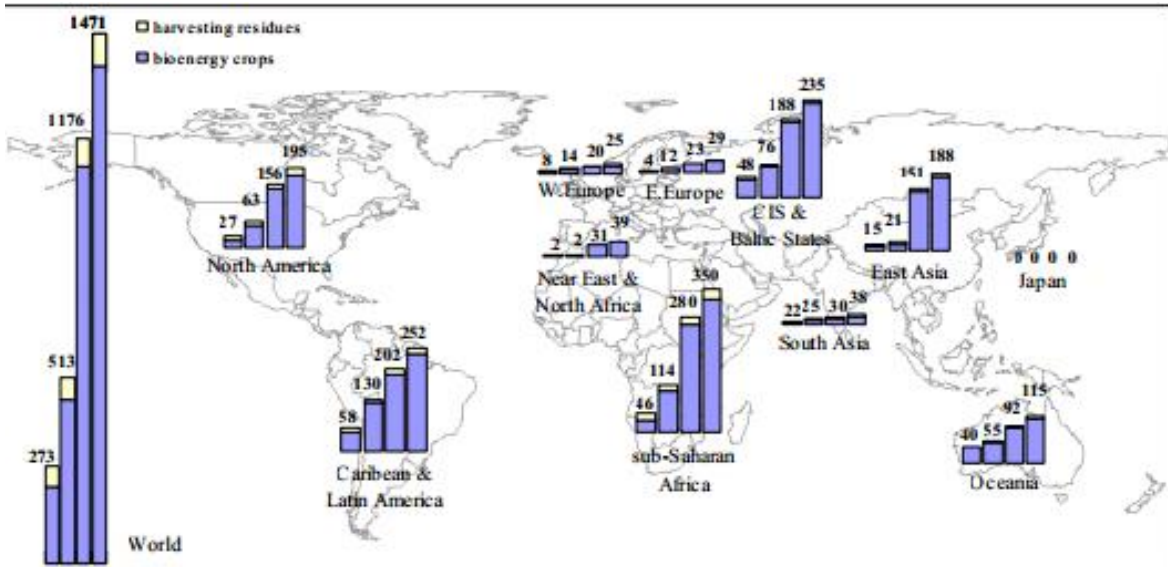 1471
harvesting residues
bioenergy crops
1176
513
273
World
27 63 156 195
North America
58 130 202 252
Caribean &
Latin America
8 14 20 25
W.Europe
4 12 23 29
E.Europe
48 76 188 235
CIS &
Baltic States
2 2 31 39
Near East &
North Africa
46 114 280 350
sub-Saharan
Africa
15 21 151 188
East Asia
0 0 0 0
Japan
22 25 30 38
South Asia
40 55 92 115
Oceania